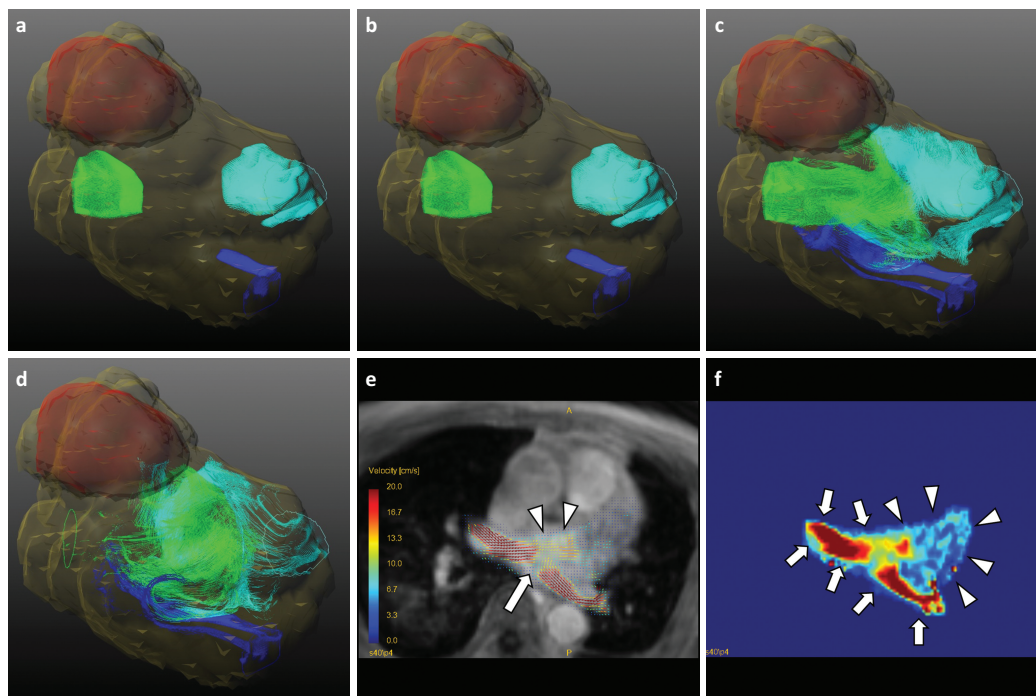 a
b
c
d
e
f
A
Velocity [cm/s]
20.0
16.7
13.3
10.0
6.7
3.3
0.0
s40\p4
P
s40\p4